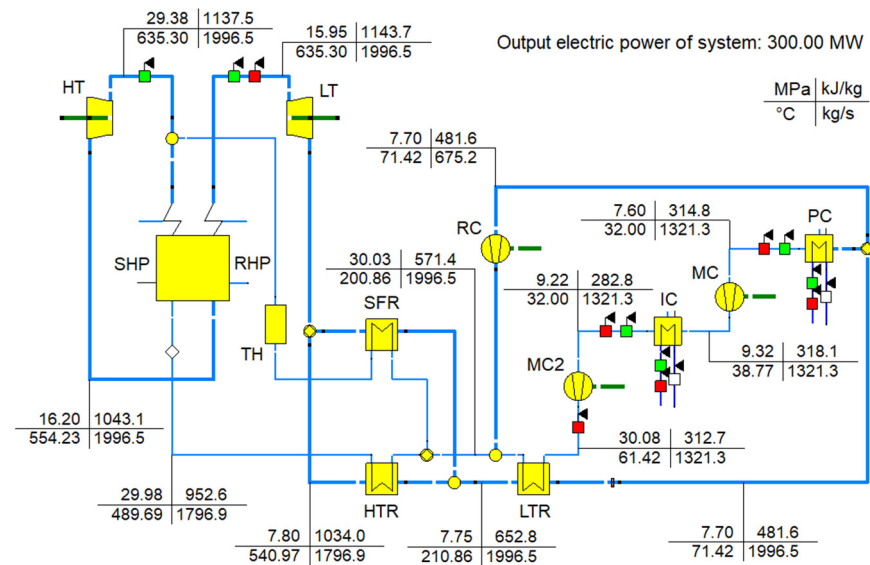 29.38 1137.5
635.30 1996.5
15.95 1143.7
635.30 1996.5
Output electric power of system: 300.00 MW
MPa kJ/kg
°C kg/s
HT
LT
7.70 481.6
71.42 675.2
7.60 314.8
32.00 1321.3
PC
RC
SHP
RHP
30.03 571.4
200.86 1996.5
9.22 282.8
32.00 1321.3
IC
MC
SFR
TH
MC2
9.32 318.1
38.77 1321.3
16.20 1043.1
554.23 1996.5
30.08 312.7
61.42 1321.3
29.98 952.6
489.69 1796.9
HTR
LTR
7.80 1034.0
540.97 1796.9
7.75 652.8
210.86 1996.5
7.70 481.6
71.42 1996.5